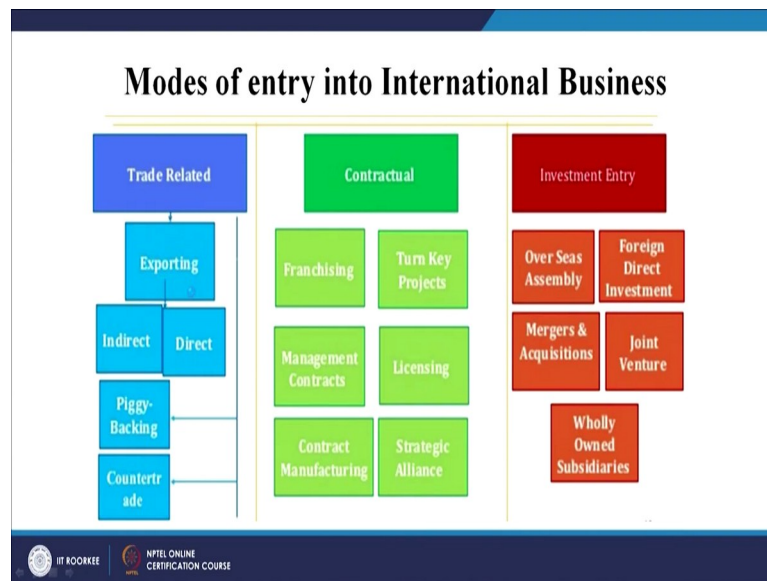 Modes of entry into International Business
Trade Related
Exporting
Indirect
Direct
Piggy-
Backing
Countertr
ade
Contractual
Franchising
Turn Key
Projects
Management
Contracts
Licensing
Contract
Manufacturing
Strategic
Alliance
Investment Entry
Over Seas
Assembly
Foreign
Direct
Investment
Mergers &
Acquisitions
Joint
Venture
Wholly
Owned
Subsidiaries
IIT ROORKEE
NPTEL ONLINE
CERTIFICATION COURSE